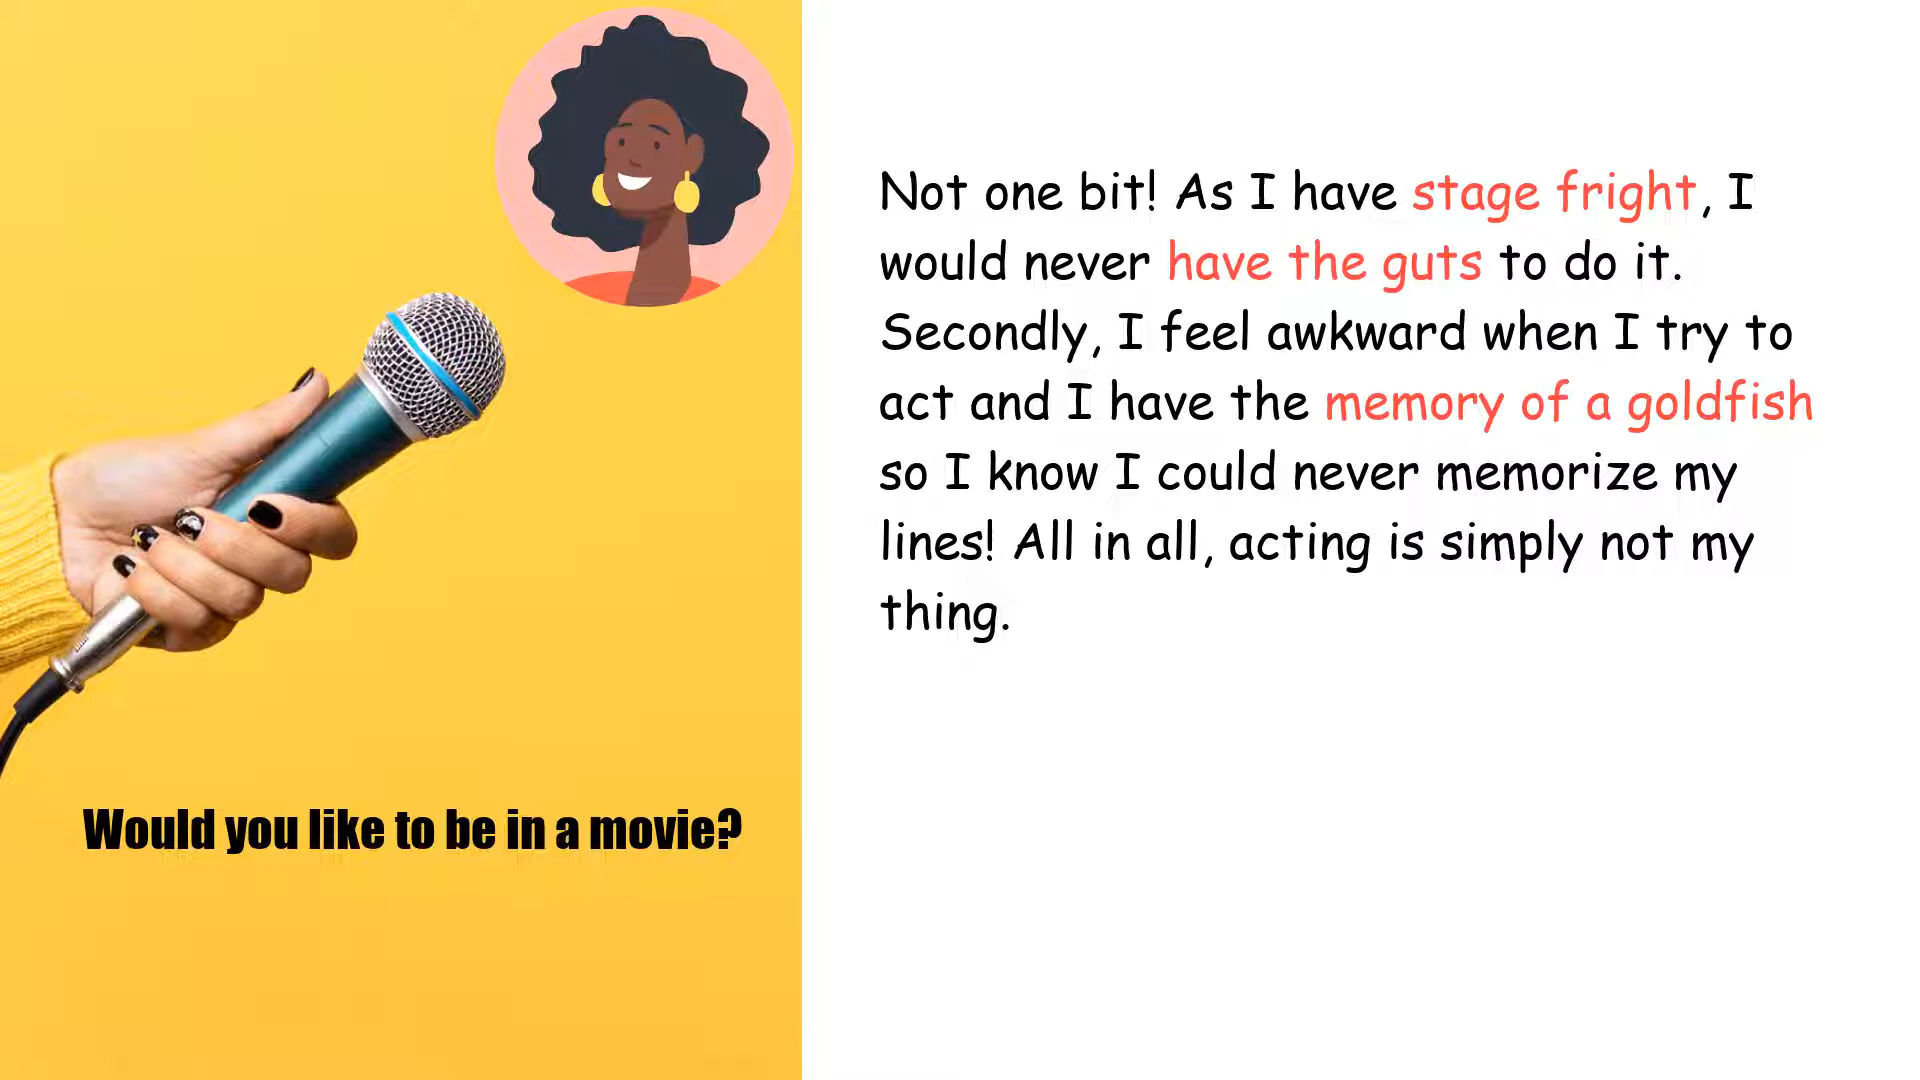 Would you like to be in a movie?
Not one bit! As I have stage fright, I
would never have the guts to do it.
Secondly, I feel awkward when I try to
act and I have the memory of a goldfish
so I know I could never memorize my
lines! All in all, acting is simply not my
thing.